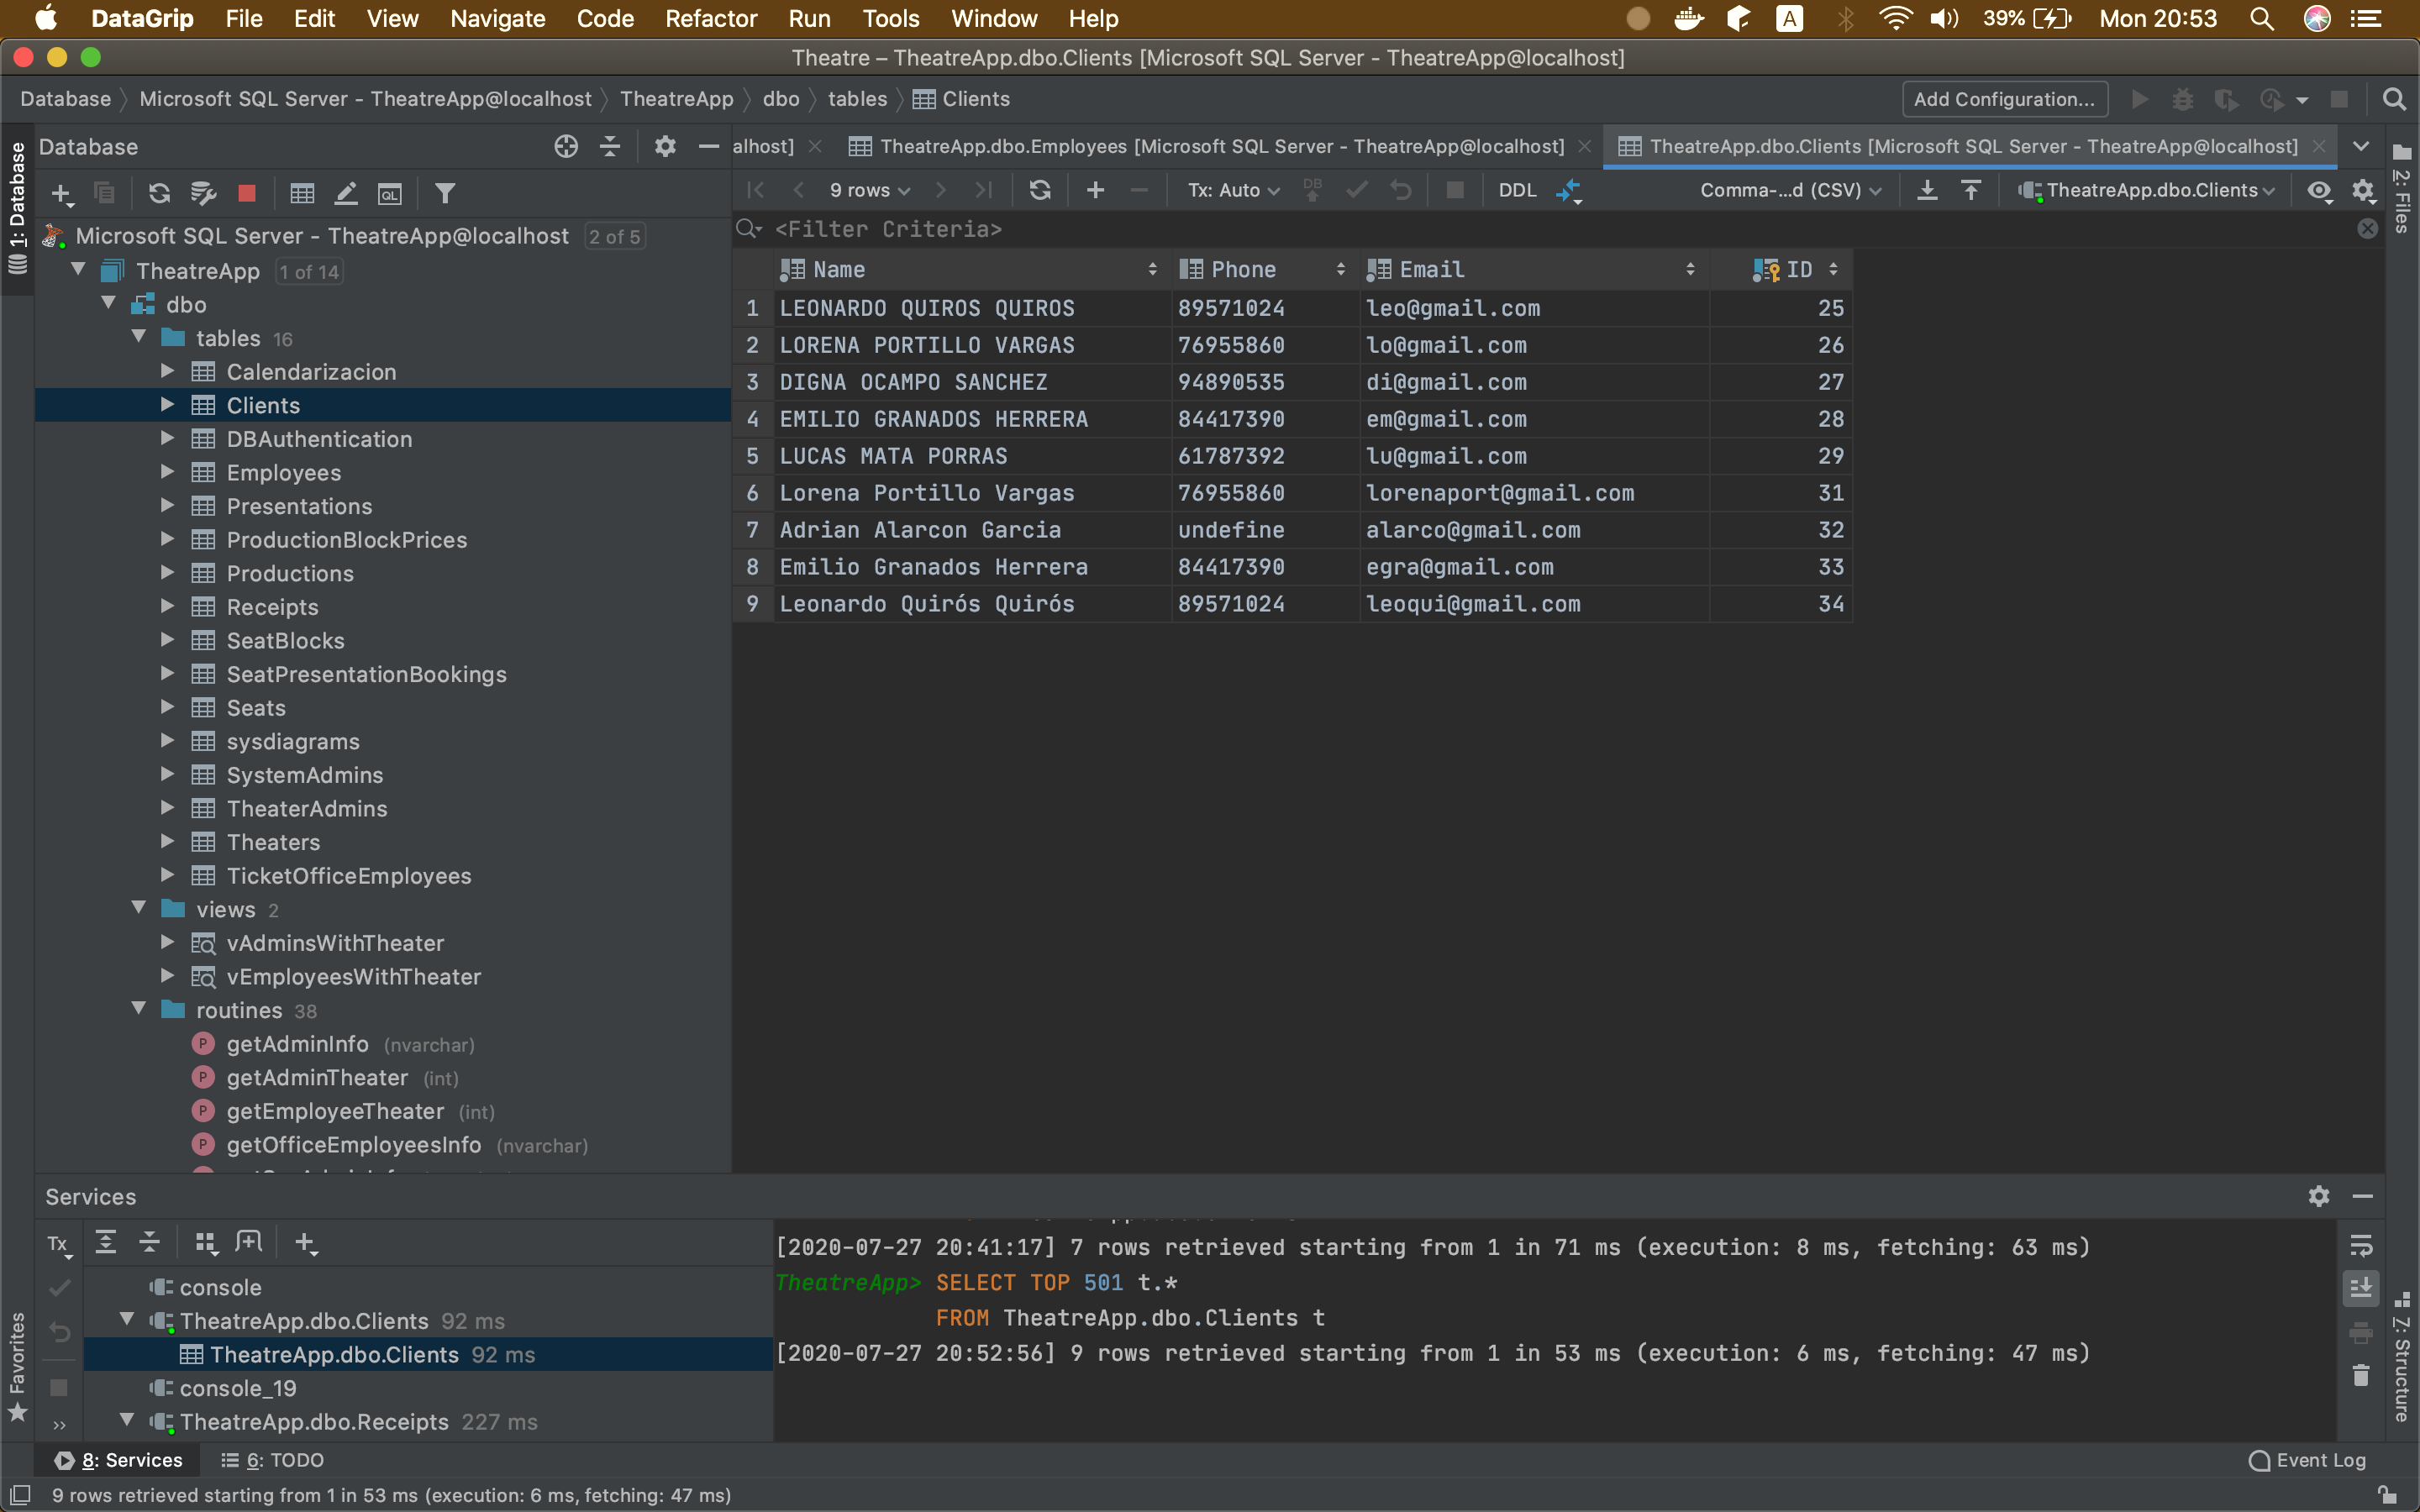 DataGrip File Edit View Navigate Code Refactor Run Tools Window Help A 39% Mon 20:53
Theatre – TheatreApp.dbo.Clients [Microsoft SQL Server - TheatreApp@localhost]
Database Microsoft SQL Server - TheatreApp@localhost TheatreApp dbo tables Clients Add Configuration...
1: Database
Favorites
Database
Microsoft SQL Server - TheatreApp@localhost 2 of 5
TheatreApp 1 of 14
dbo
tables 16
Calendarizacion
Clients
DBAuthentication
Employees
Presentations
ProductionBlockPrices
Productions
Receipts
SeatBlocks
SeatPresentationBookings
Seats
sysdiagrams
SystemAdmins
TheaterAdmins
Theaters
TicketOfficeEmployees
views 2
vAdminsWithTheater
vEmployeesWithTheater
routines 38
getAdminInfo (nvarchar)
getAdminTheater (int)
getEmployeeTheater (int)
getOfficeEmployeesInfo (nvarchar)
alhost] TheatreApp.dbo.Employees [Microsoft SQL Server - TheatreApp@localhost] TheatreApp.dbo.Clients [Microsoft SQL Server - TheatreApp@localhost]
9 rows Tx: Auto DB DDL Comma-...d (CSV) TheatreApp.dbo.Clients
<Filter Criteria>
Name Phone Email ID
1 LEONARDO QUIROS QUIROS 89571024 leo@gmail.com 25
2 LORENA PORTILLO VARGAS 76955860 lo@gmail.com 26
3 DIGNA OCAMPO SANCHEZ 94890535 di@gmail.com 27
4 EMILIO GRANADOS HERRERA 84417390 em@gmail.com 28
5 LUCAS MATA PORRAS 61787392 lu@gmail.com 29
6 Lorena Portillo Vargas 76955860 lorenaport@gmail.com 31
7 Adrian Alarcon Garcia undefine alarco@gmail.com 32
8 Emilio Granados Herrera 84417390 egra@gmail.com 33
9 Leonardo Quirós Quirós 89571024 leoqui@gmail.com 34
2: Files
7: Structure
Services
Tx
console
TheatreApp.dbo.Clients 92 ms
TheatreApp.dbo.Clients 92 ms
console_19
TheatreApp.dbo.Receipts 227 ms
[2020-07-27 20:41:17] 7 rows retrieved starting from 1 in 71 ms (execution: 8 ms, fetching: 63 ms)
TheatreApp> SELECT TOP 501 t.*
FROM TheatreApp.dbo.Clients t
[2020-07-27 20:52:56] 9 rows retrieved starting from 1 in 53 ms (execution: 6 ms, fetching: 47 ms)
8: Services 6: TODO Event Log
9 rows retrieved starting from 1 in 53 ms (execution: 6 ms, fetching: 47 ms)